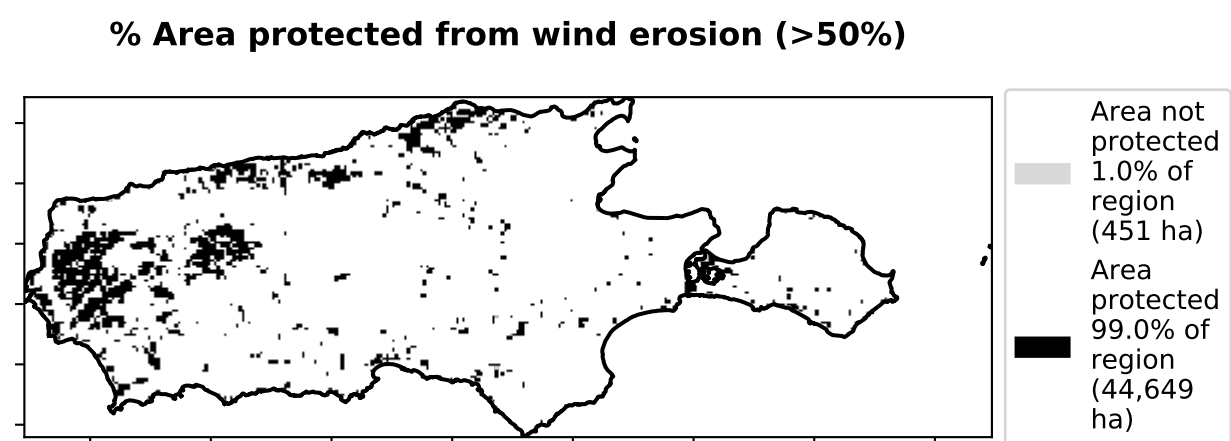 % Area protected from wind erosion (>50%)
Area not
protected
1.0% of
region
(451 ha)
Area
protected
99.0% of
region
(44,649
ha)